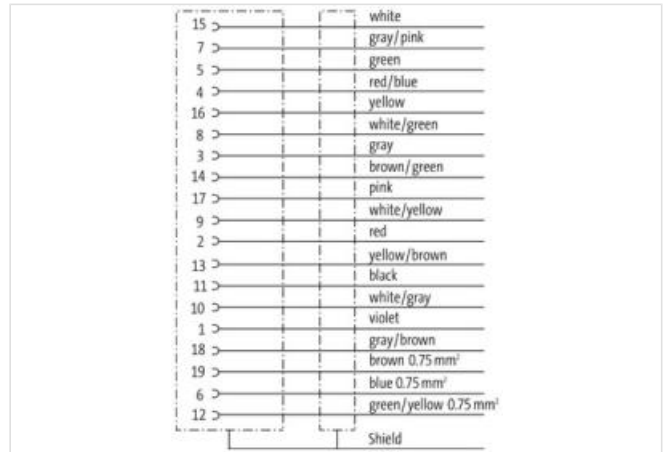 15 white
7 gray/pink
5 green
4 red/blue
16 yellow
8 white/green
3 gray
14 brown/green
17 pink
9 white/yellow
2 red
13 yellow/brown
11 black
10 white/gray
1 violet
18 gray/brown
19 brown 0.75 mm²
6 blue 0.75 mm²
12 green/yellow 0.75 mm²
Shield